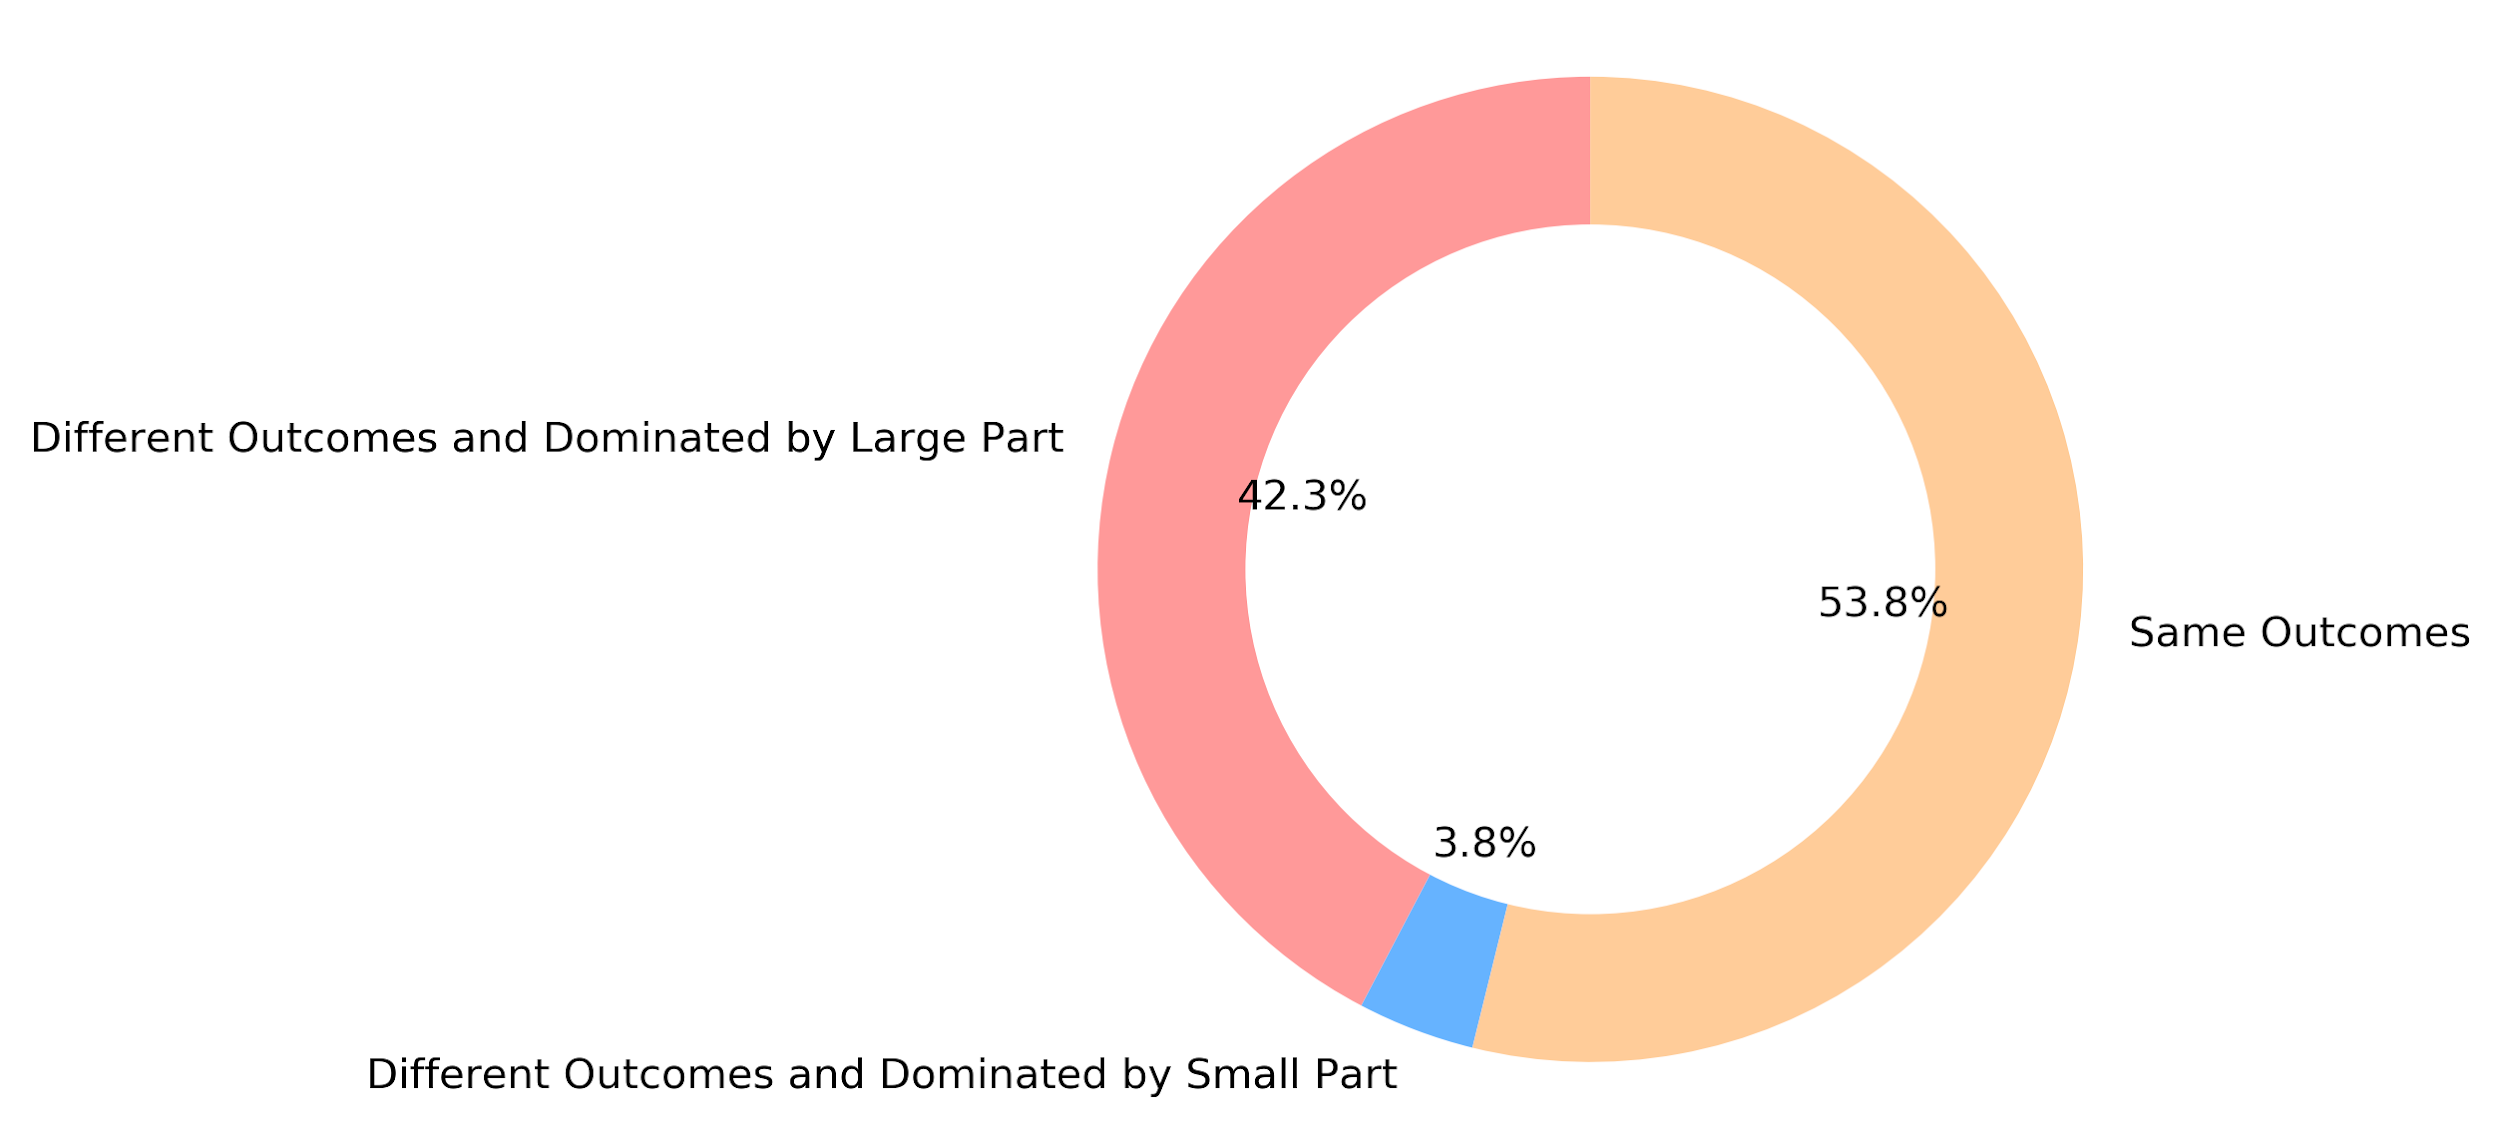 Different Outcomes and Dominated by Large Part
42.3%
53.8%
Same Outcomes
3.8%
Different Outcomes and Dominated by Small Part